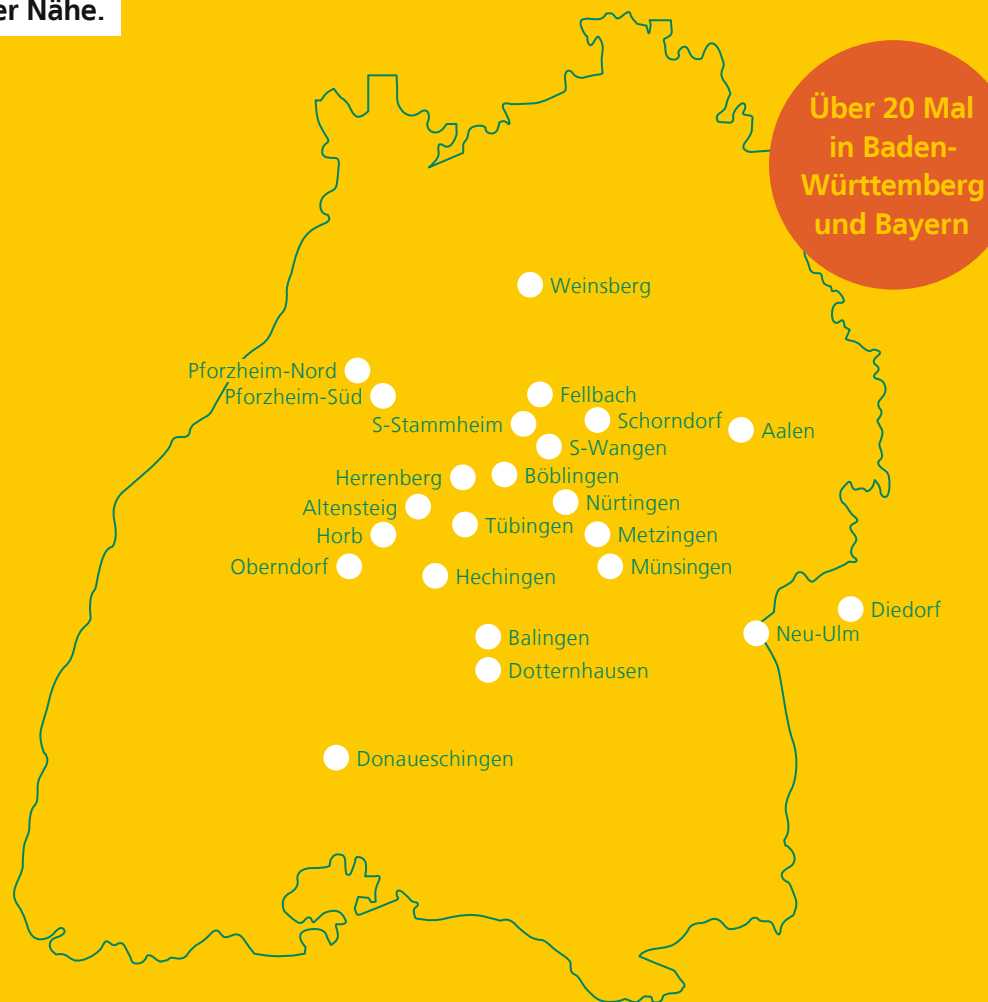 er Nähe.
Über 20 Mal
in Baden-
Württemberg
und Bayern
Weinsberg
Pforzheim-Nord
Pforzheim-Süd
Fellbach
S-Stammheim
Schorndorf
Aalen
S-Wangen
Herrenberg
Böblingen
Altensteig
Nürtingen
Horb
Tübingen
Metzingen
Oberndorf
Hechingen
Münsingen
Diedorf
Neu-Ulm
Balingen
Dotternhausen
Donaueschingen